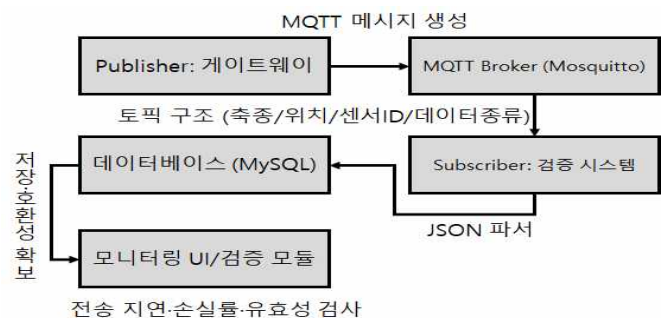 MQTT 메시지 생성
Publisher: 게이트웨이
MQTT Broker (Mosquitto)
토픽 구조 (축종/위치/센서ID/데이터종류)
데이터베이스 (MySQL)
Subscriber: 검증 시스템
저장·호환성 확보
JSON 파서
모니터링 UI/검증 모듈
전송 지연·손실률·유효성 검사